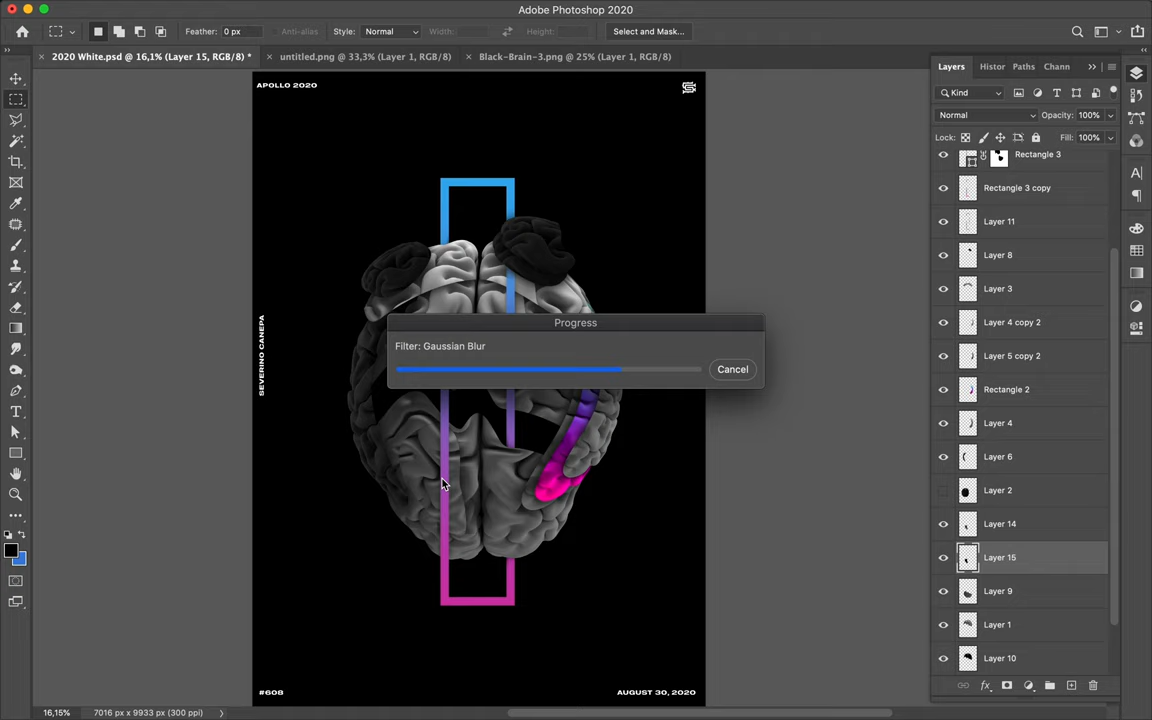 Adobe Photoshop 2020
Feather: 0 px
Anti-alias
Style: Normal
Width:
Height:
Select and Mask...
2020 White.psd @ 16,1% (Layer 15, RGB/8) *
untitled.png @ 33,3% (Layer 1, RGB/8)
Black-Brain-3.png @ 25% (Layer 1, RGB/8)
Layers
Histor
Paths
Chann
Kind
Normal
Opacity: 100%
Lock:
Fill: 100%
Rectangle 3
Rectangle 3 copy
Layer 11
Layer 8
Layer 3
Layer 4 copy 2
Layer 5 copy 2
Rectangle 2
Layer 4
Layer 6
Layer 2
Layer 14
Layer 15
Layer 9
Layer 1
Layer 10
APOLLO 2020
SEVERINO CANEPA
Progress
Filter: Gaussian Blur
Cancel
#608
AUGUST 30, 2020
16,15%
7016 px x 9933 px (300 ppi)